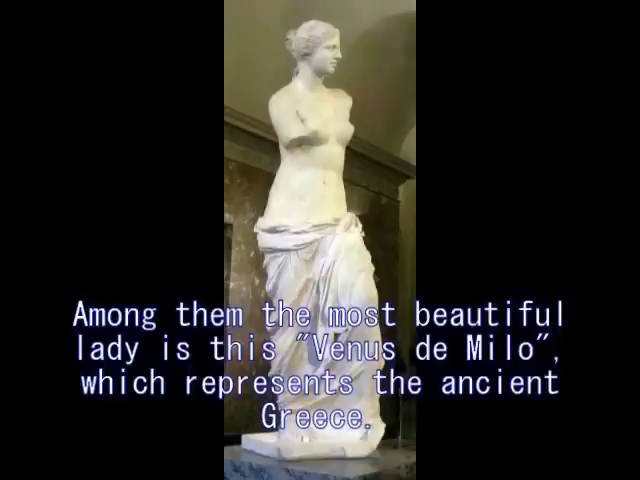 Among them the most beautiful
lady is this "Venus de Milo",
which represents the ancient
Greece.